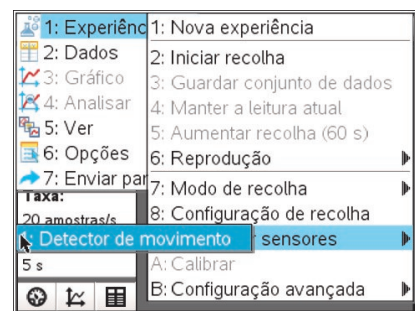 1: Experiênc
2: Dados
3: Gráfico
4: Analisar
5: Ver
6: Opções
7: Enviar par
1: Nova experiência
2: Iniciar recolha
3: Guardar conjunto de dados
4: Manter a leitura atual
5: Aumentar recolha (60 s)
6: Reprodução
7: Modo de recolha
8: Configuração de recolha
sensores
A: Calibrar
B: Configuração avançada
Taxa:
20 amostras/s
: Detector de movimento
5 s